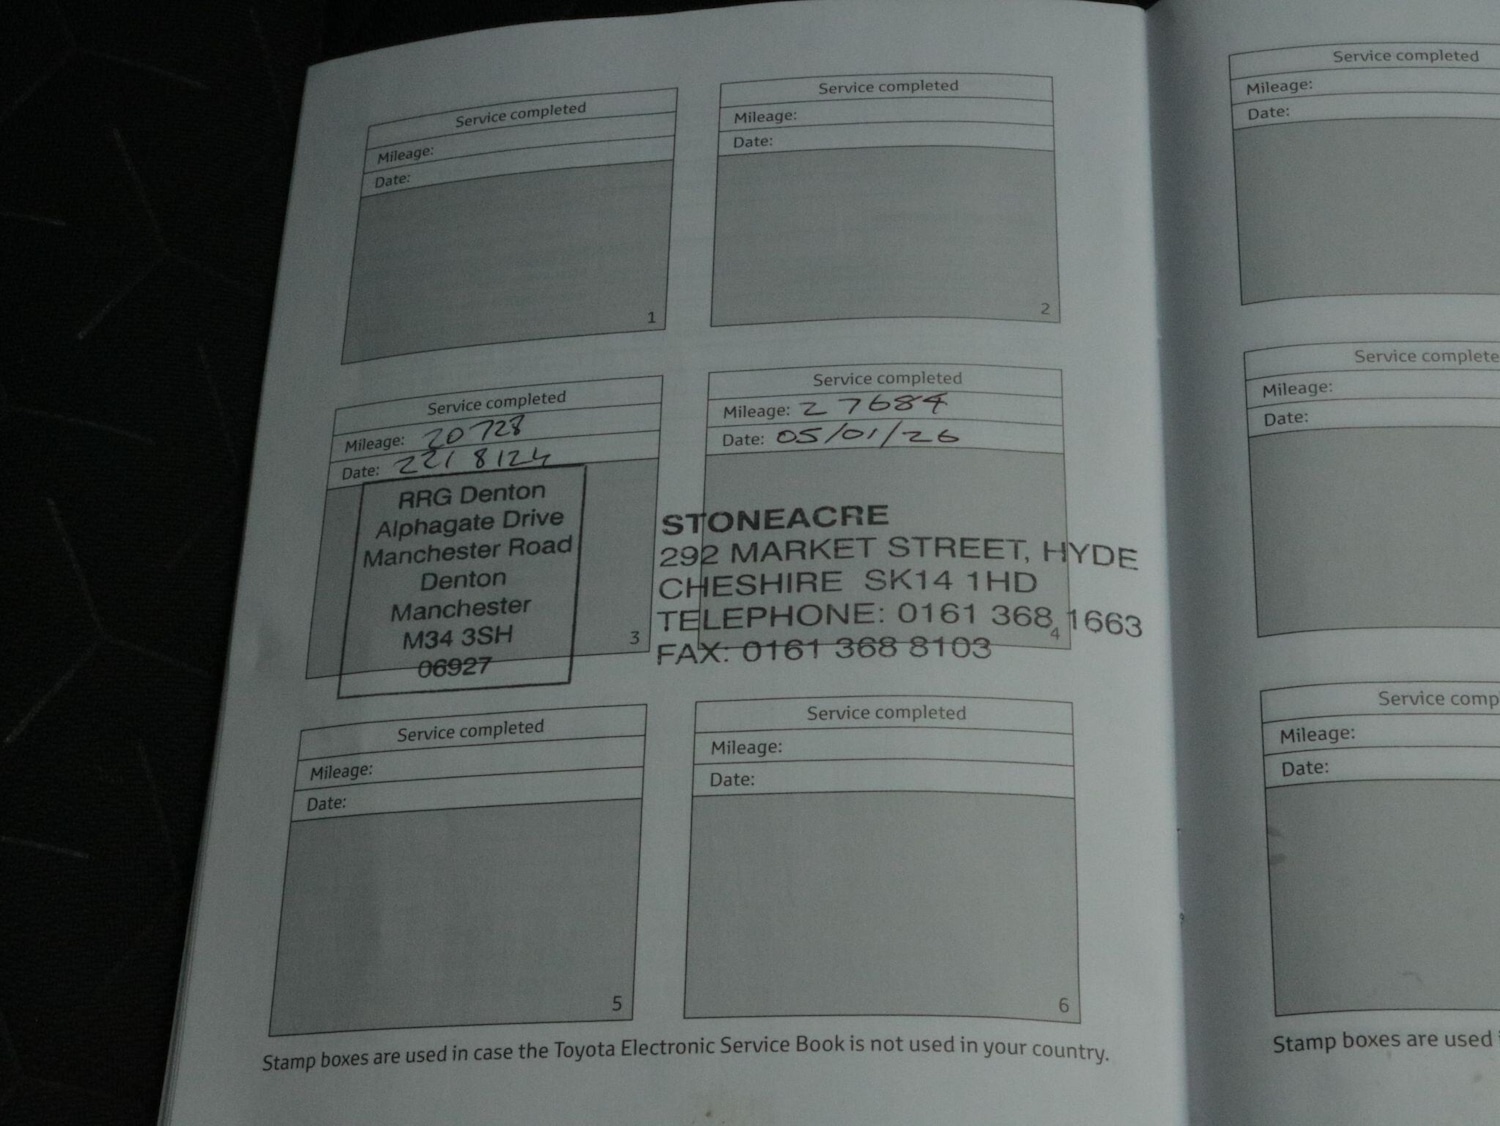 Service completed
Mileage:
Date:
1
Service completed
Mileage:
Date:
2
Service completed
Mileage: 20728
Date: 22/8/24
RRG Denton
Alphagate Drive
Manchester Road
Denton
Manchester
M34 3SH
06927
3
Service completed
Mileage: 27684
Date: 05/01/26
STONEACRE
292 MARKET STREET, HYDE
CHESHIRE SK14 1HD
TELEPHONE: 0161 368 1663
FAX: 0161 368 8103
4
Service completed
Mileage:
Date:
5
Service completed
Mileage:
Date:
6
Stamp boxes are used in case the Toyota Electronic Service Book is not used in your country.
Service completed
Mileage:
Date:
Service complete
Mileage:
Date:
Service comp
Mileage:
Date:
Stamp boxes are used